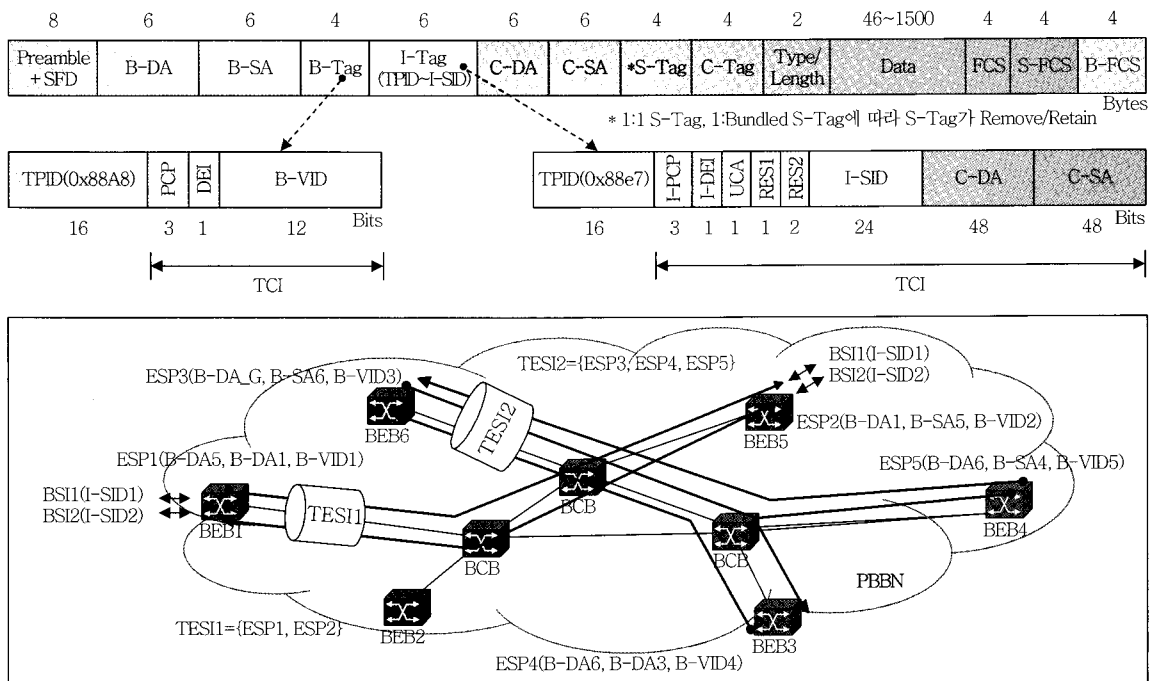 8 6 6 4 6 6 6 4 4 2 46~1500 4 4 4
Preamble + SFD
B-DA
B-SA
B-Tag
I-Tag (TPID~I-SID)
C-DA
C-SA
*S-Tag
C-Tag
Type/ Length
Data
FCS
S-FCS
B-FCS
Bytes
* 1:1 S-Tag, 1:Bundled S-Tag에 따라 S-Tag가 Remove/Retain
TPID(0x88A8)
PCP
DEI
B-VID
Bits
16 3 1 12
TCI
TPID(0x88e7)
I-PCP
I-DEI
UCA
RES1
RES2
I-SID
C-DA
C-SA
Bits
16 3 1 1 1 2 24 48 48
TCI
TESI2={ESP3, ESP4, ESP5}
BSI1(I-SID1)
BSI2(I-SID2)
ESP3(B-DA_G, B-SA6, B-VID3)
BEB6
TESI2
BEB5
ESP2(B-DA1, B-SA5, B-VID2)
ESP1(B-DA5, B-DA1, B-VID1)
ESP5(B-DA6, B-SA4, B-VID5)
BSI1(I-SID1)
BSI2(I-SID2)
BEB1
TESI1
BCB
BCB
BCB
BEB4
PBBN
BEB2
BEB3
TESI1={ESP1, ESP2}
ESP4(B-DA6, B-DA3, B-VID4)